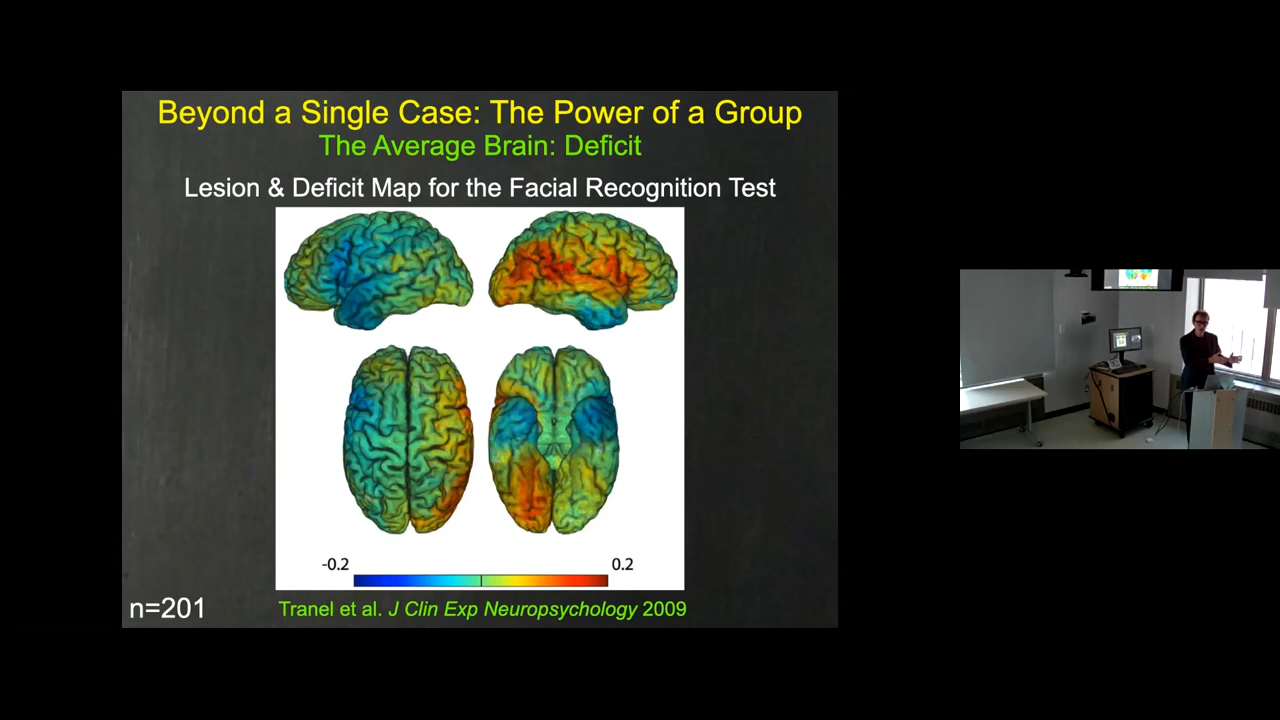 Beyond a Single Case: The Power of a Group
The Average Brain: Deficit
Lesion & Deficit Map for the Facial Recognition Test
-0.2
0.2
n=201
Tranel et al. J Clin Exp Neuropsychology 2009